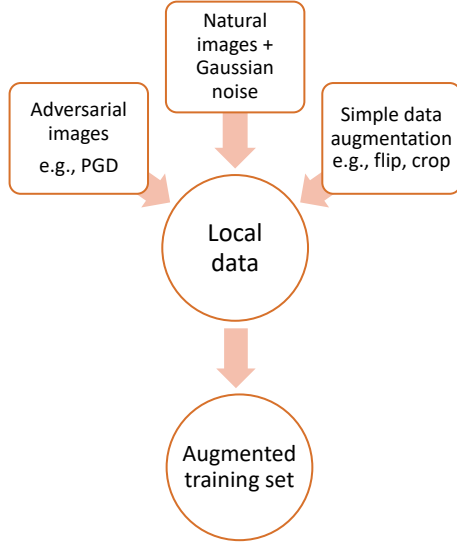 Natural
images +
Gaussian
noise
Adversarial
images
e.g., PGD
Simple data
augmentation
e.g., flip, crop
Local
data
Augmented
training set